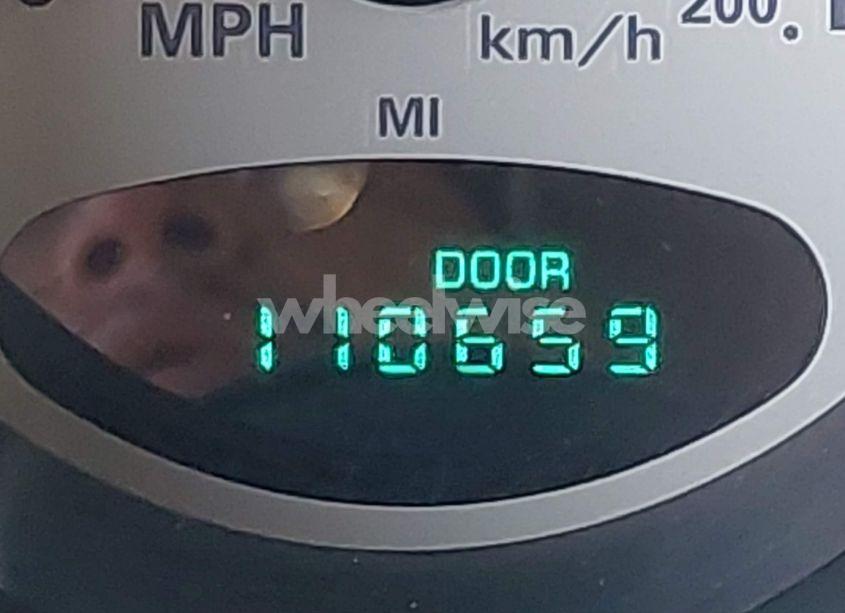 MPH km/h 200
MI
DOOR
wheelwise
110659